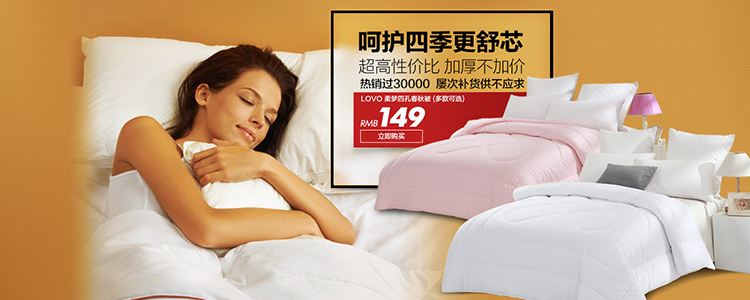 呵护四季更舒芯
超高性价比 加厚不加价
热销过30000 屡次补货供不应求
LOVO 柔梦四孔春秋被 (多款可选)
RMB 149
立即购买